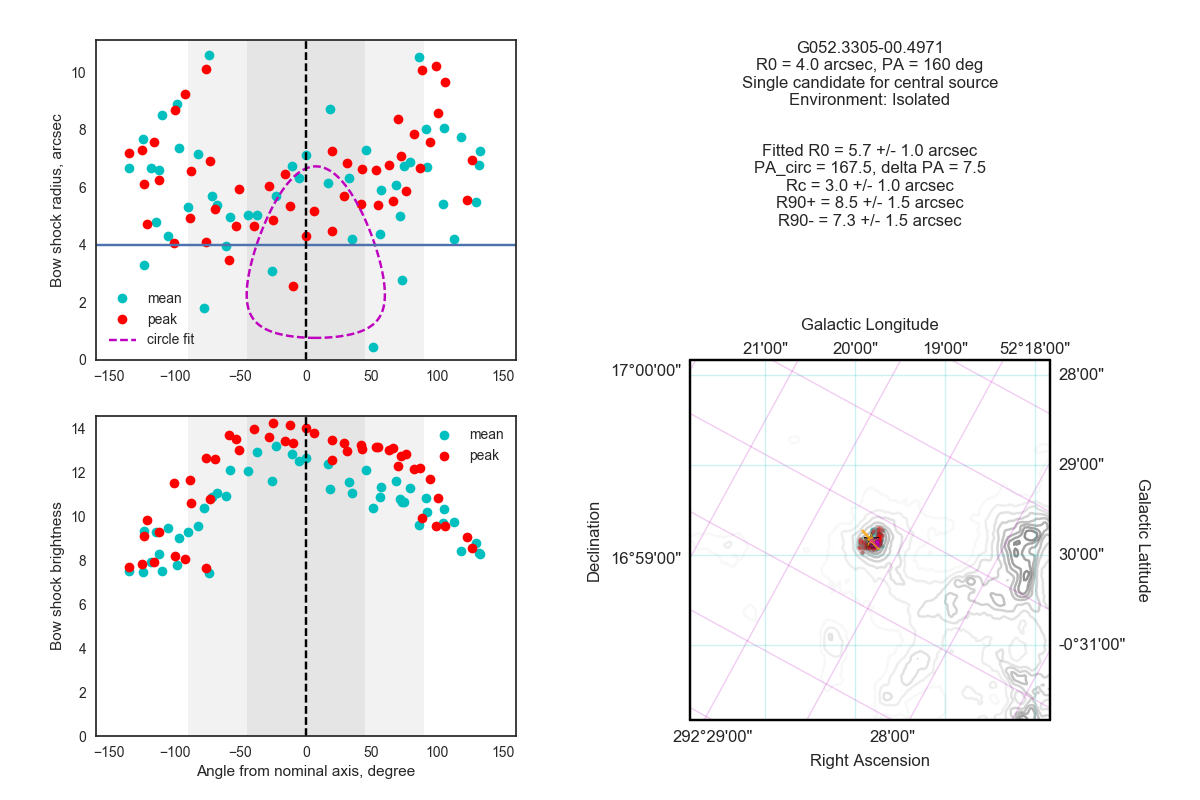 Bow shock radius, arcsec
10
8
6
4
2
0
mean
peak
circle fit
−150 −100 −50 0 50 100 150
G052.3305-00.4971
R0 = 4.0 arcsec, PA = 160 deg
Single candidate for central source
Environment: Isolated
Fitted R0 = 5.7 +/- 1.0 arcsec
PA_circ = 167.5, delta PA = 7.5
Rc = 3.0 +/- 1.0 arcsec
R90+ = 8.5 +/- 1.5 arcsec
R90- = 7.3 +/- 1.5 arcsec
Bow shock brightness
14
12
10
8
6
4
2
0
mean
peak
−150 −100 −50 0 50 100 150
Angle from nominal axis, degree
Galactic Longitude
21'00" 20'00" 19'00" 52°18'00"
17°00'00"
16°59'00"
Declination
28'00"
29'00"
30'00"
-0°31'00"
Galactic Latitude
292°29'00" 28'00"
Right Ascension